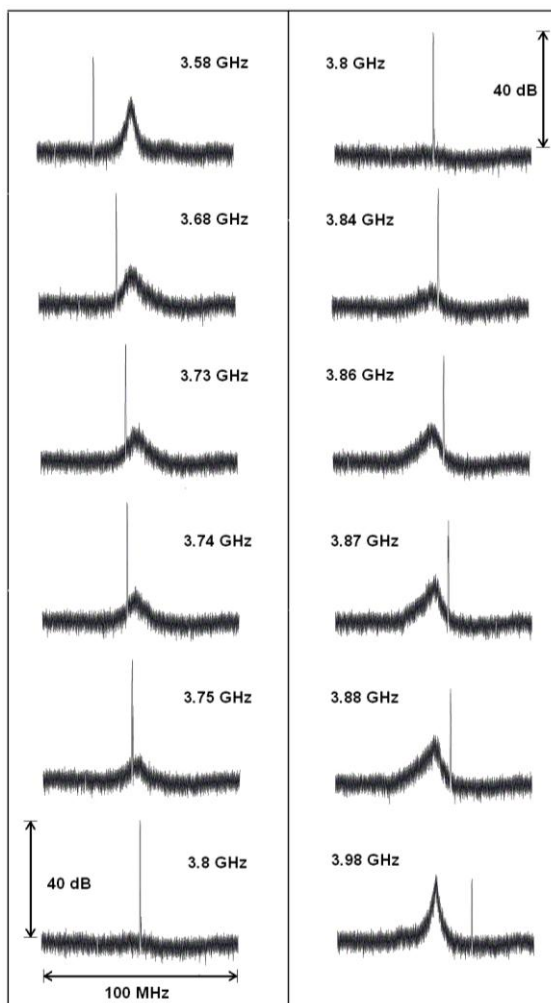 3.58 GHz
3.68 GHz
3.73 GHz
3.74 GHz
3.75 GHz
3.8 GHz
40 dB
100 MHz
3.8 GHz
40 dB
3.84 GHz
3.86 GHz
3.87 GHz
3.88 GHz
3.98 GHz